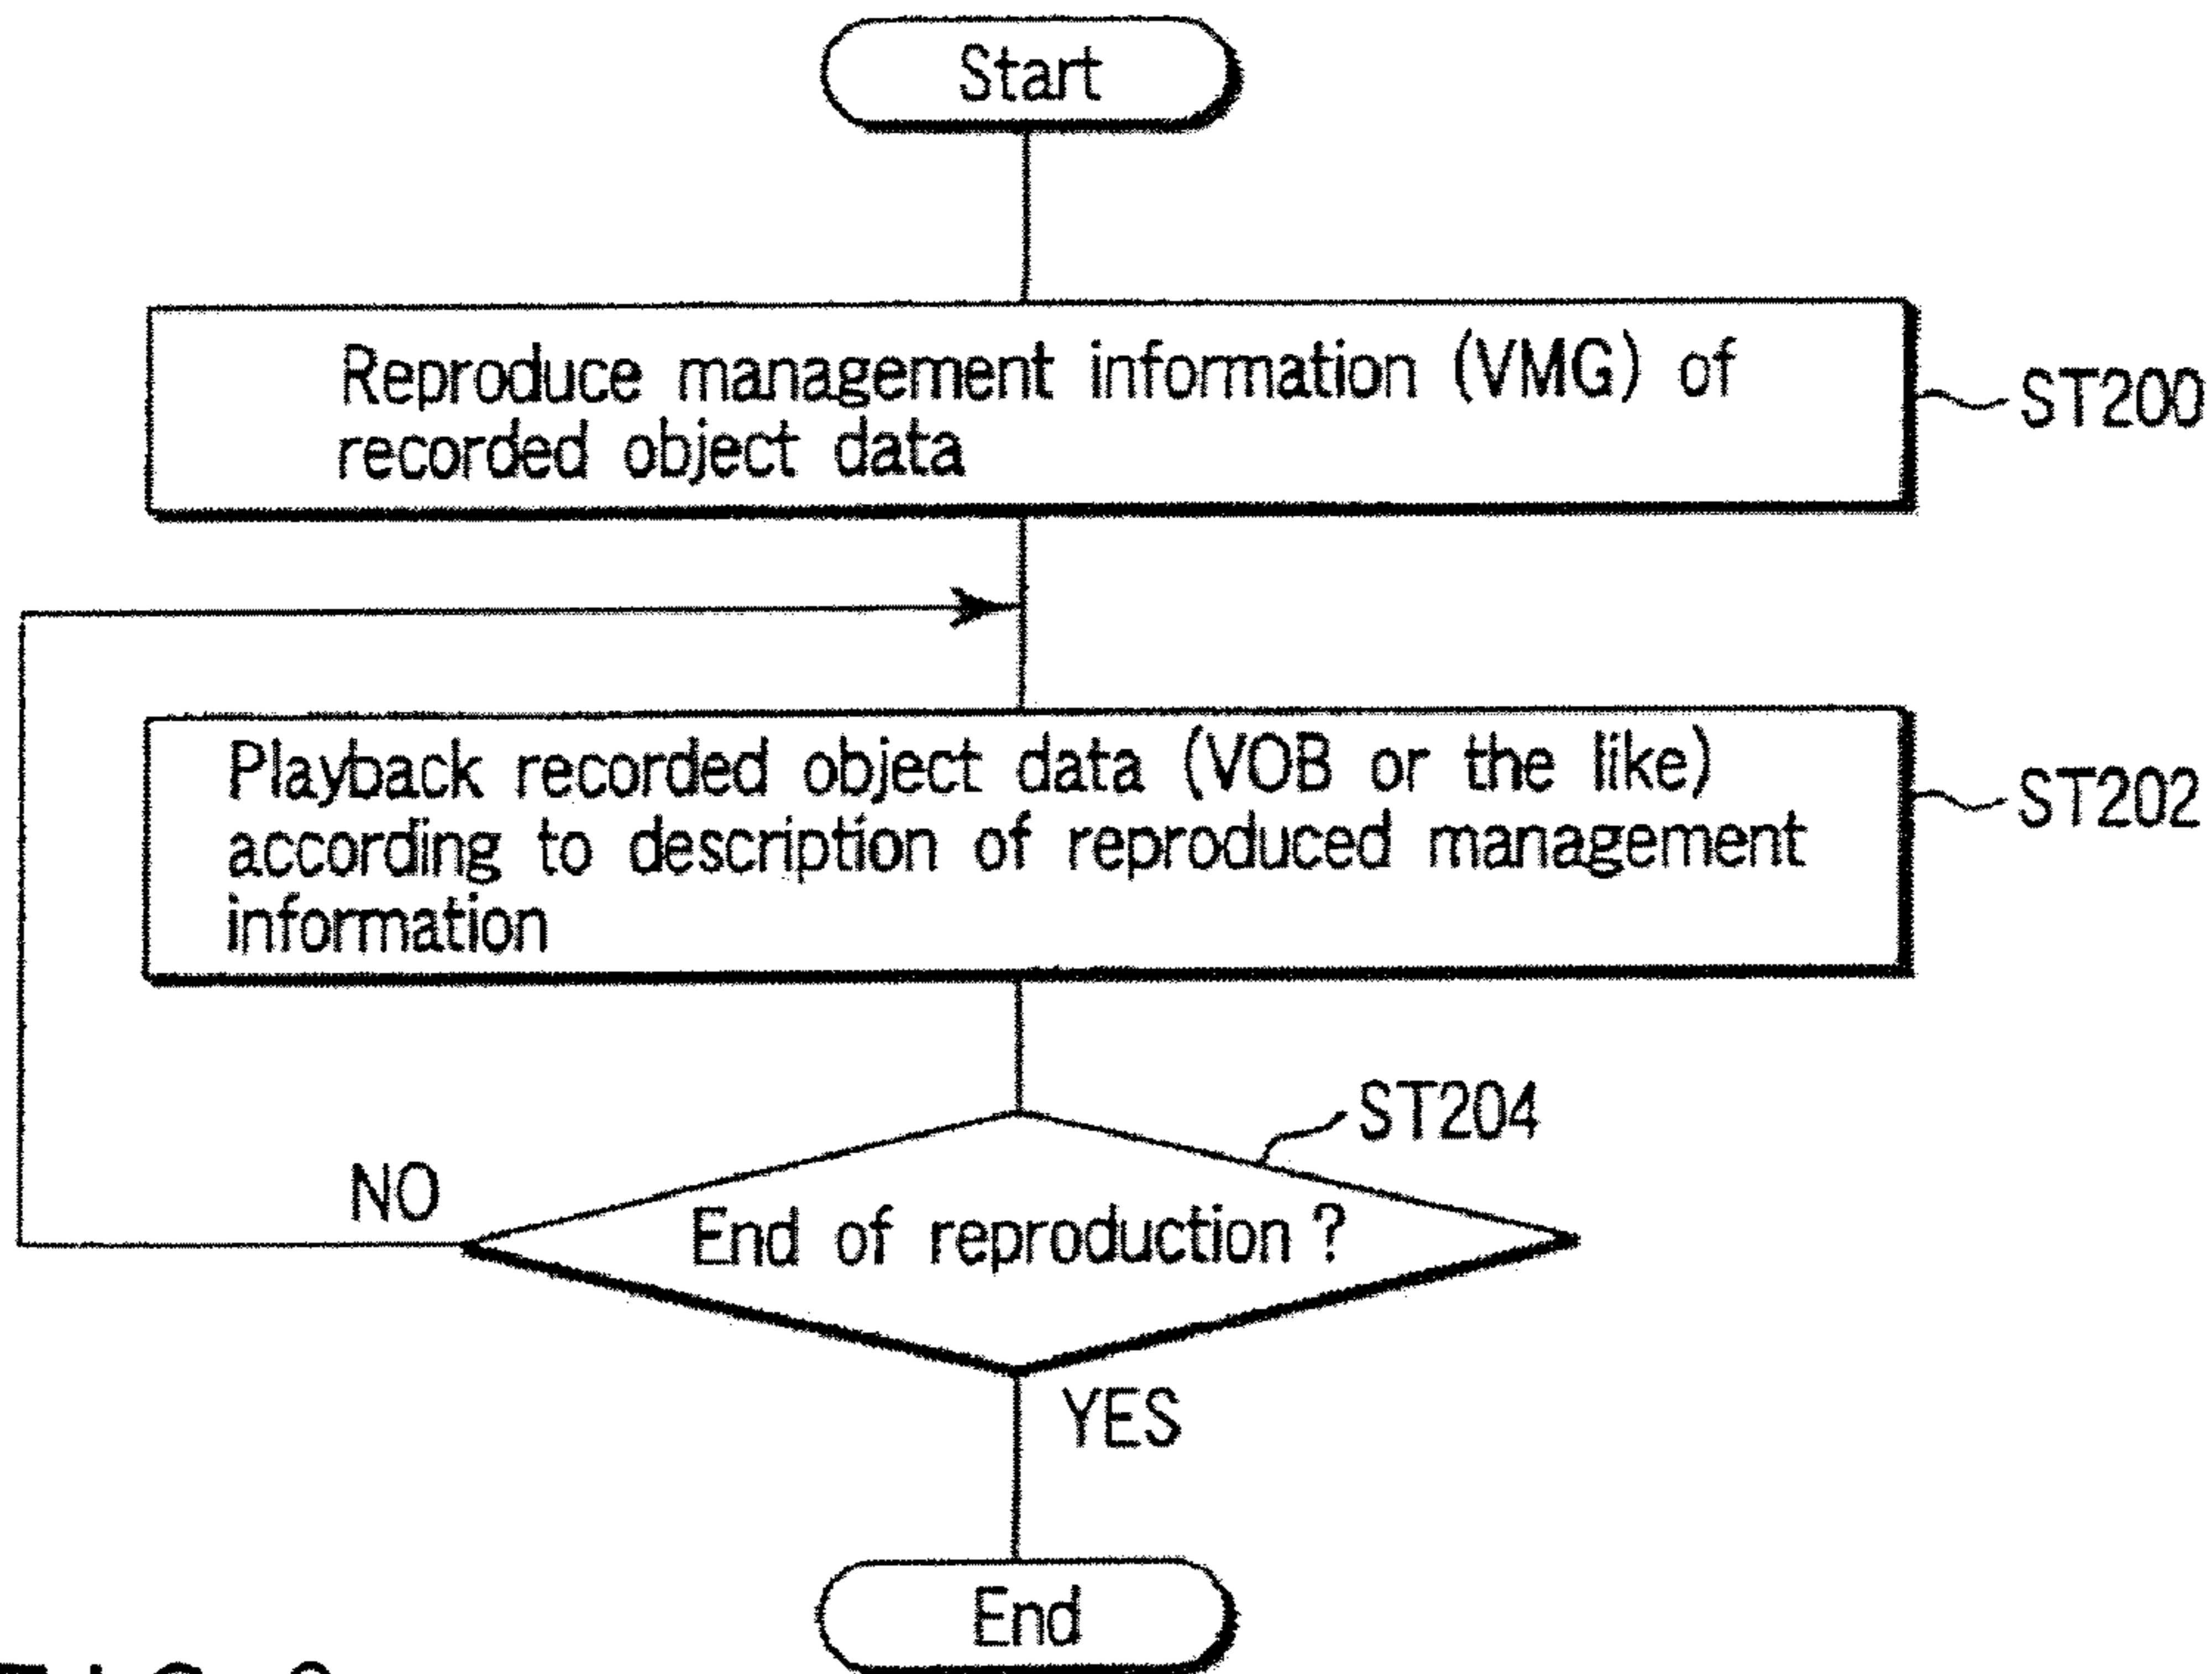 Start
Reproduce management information (VMG) of
recorded object data
ST200
Playback recorded object data (VOB or the like)
according to description of reproduced management
information
ST202
ST204
NO
End of reproduction ?
YES
End